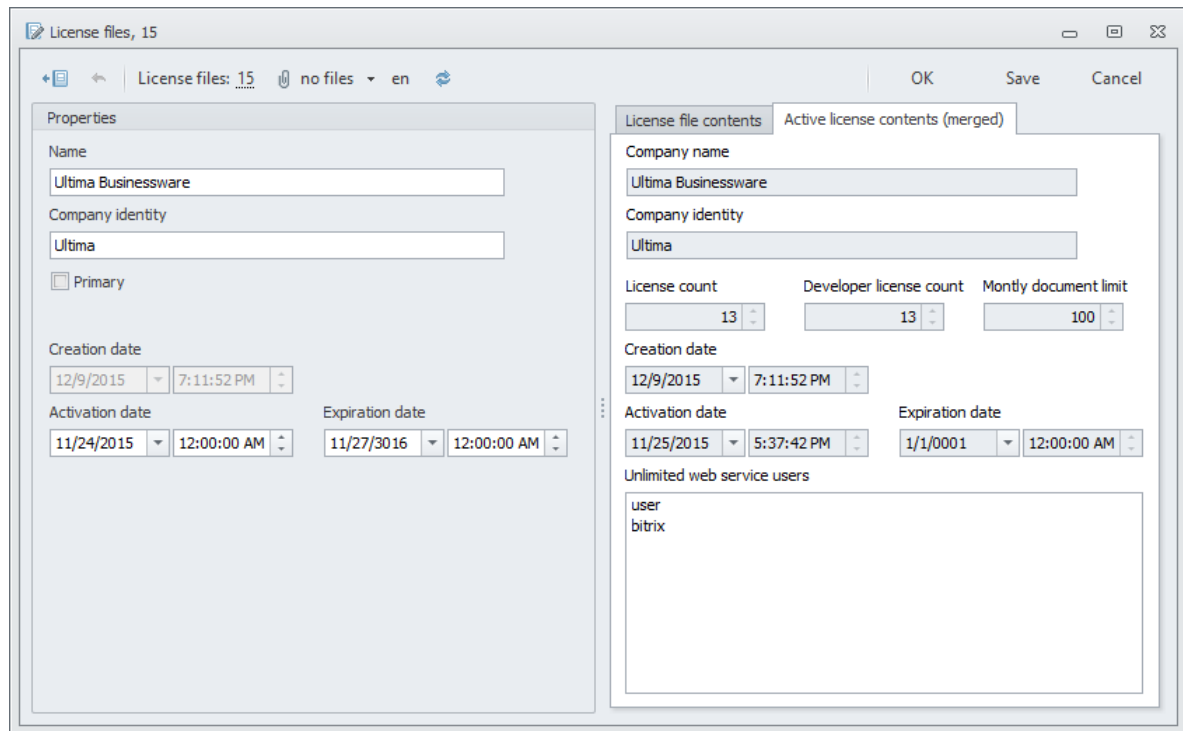 License files, 15
License files: 15 no files en OK Save Cancel
Properties
Name
Ultima Businessware
Company identity
Ultima
Primary
Creation date
12/9/2015 7:11:52 PM
Activation date Expiration date
11/24/2015 12:00:00 AM 11/27/3016 12:00:00 AM
License file contents Active license contents (merged)
Company name
Ultima Businessware
Company identity
Ultima
License count Developer license count Montly document limit
13 13 100
Creation date
12/9/2015 7:11:52 PM
Activation date Expiration date
11/25/2015 5:37:42 PM 1/1/0001 12:00:00 AM
Unlimited web service users
user
bitrix